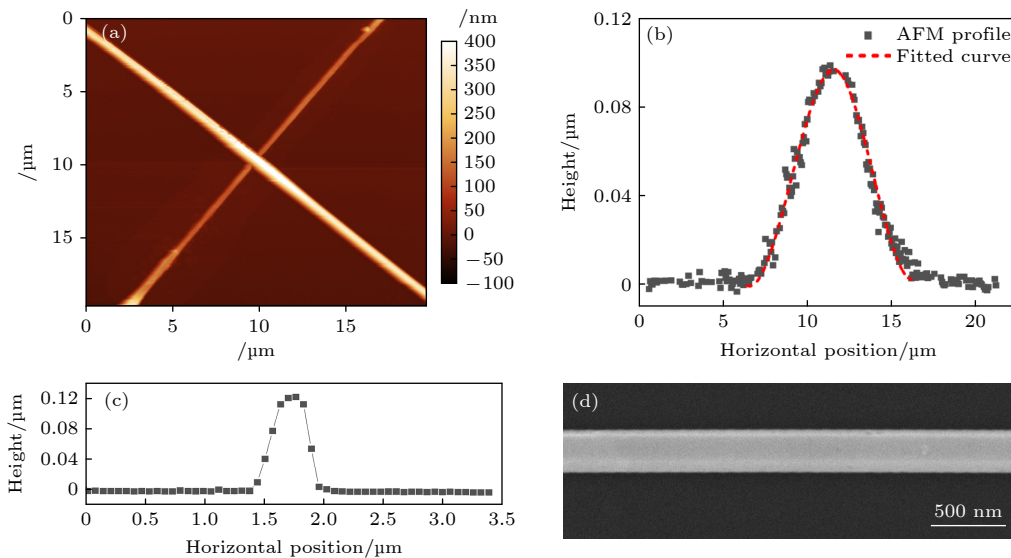 (a)
/nm
0
5
10
15
/µm
0
5
10
15
/µm
400
350
300
250
200
150
100
50
0
−50
−100
(b)
AFM profile
Fitted curve
0.12
0.08
0.04
0
Height/µm
0
5
10
15
20
Horizontal position/µm
(c)
0.12
0.08
0.04
0
Height/µm
0
0.5
1.0
1.5
2.0
2.5
3.0
3.5
Horizontal position/µm
(d)
500 nm